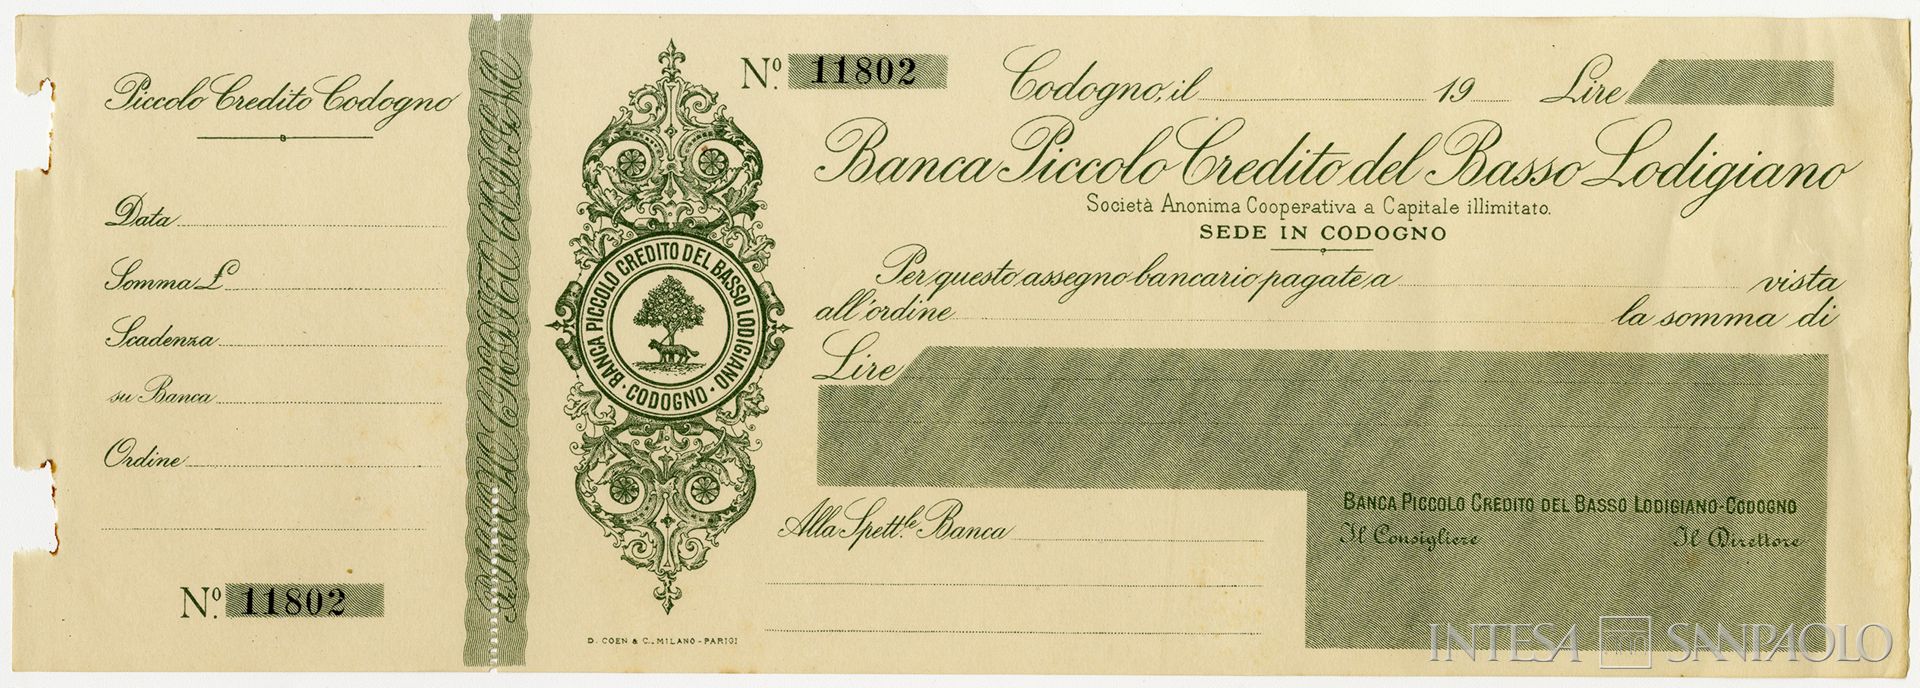 Piccolo Credito Codogno
Data
Somma £
Scadenza
su Banca
Ordine
Nº. 11802
BANCA PICCOLO CREDITO DEL BASSO LODIGIANO
· CODOGNO ·
D. COEN & C. MILANO - PARIGI
Nº. 11802
Codogno, il 19 Lire
Banca Piccolo Credito del Basso Lodigiano
Società Anonima Cooperativa a Capitale illimitato.
SEDE IN CODOGNO
Per questo assegno bancario pagate a vista
all'ordine la somma di
Lire
Alla Spett.le Banca
BANCA PICCOLO CREDITO DEL BASSO LODIGIANO-CODOGNO
Il Consigliere Il Direttore
INTESA SANPAOLO